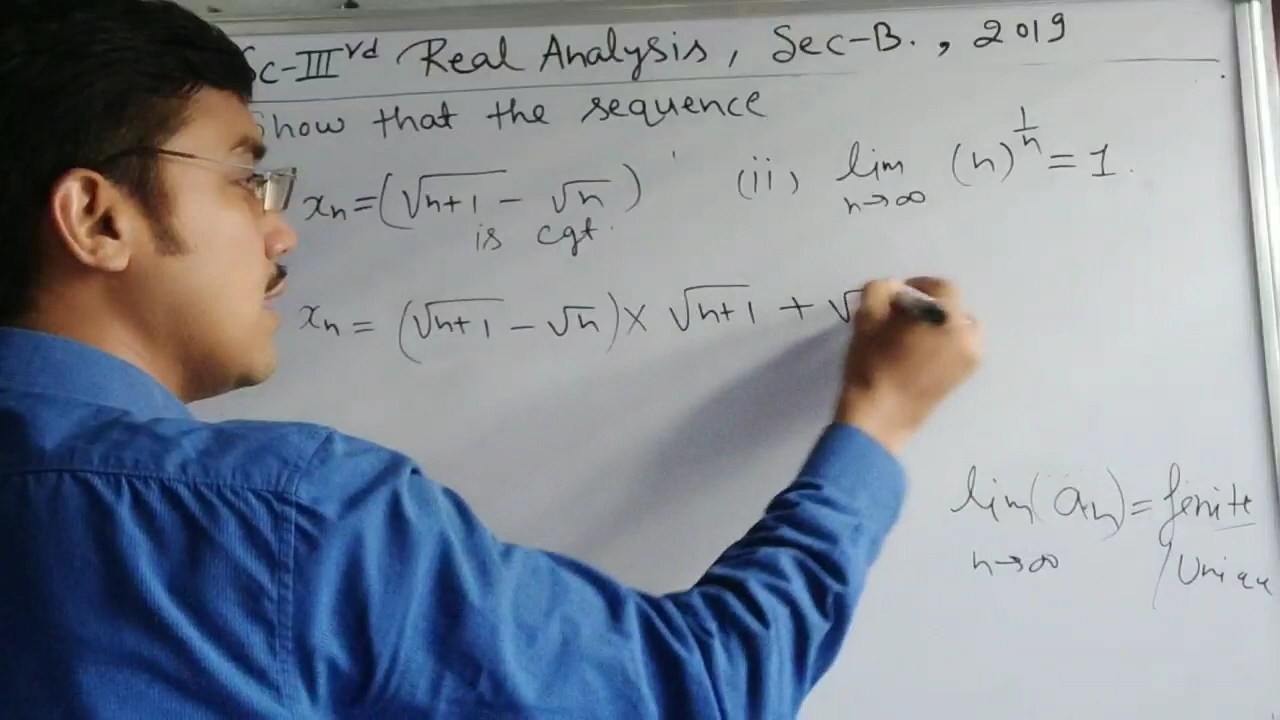 Sc-IIIrd Real Analysis, Sec-B. , 2019
Show that the sequence
xn=(√n+1 - √n) (ii) lim n→∞ (n)^1/n = 1.
is cgt.
xn = (√n+1 - √n) × √n+1 + √
lim (an) = fenite
n→∞ /Uniqu